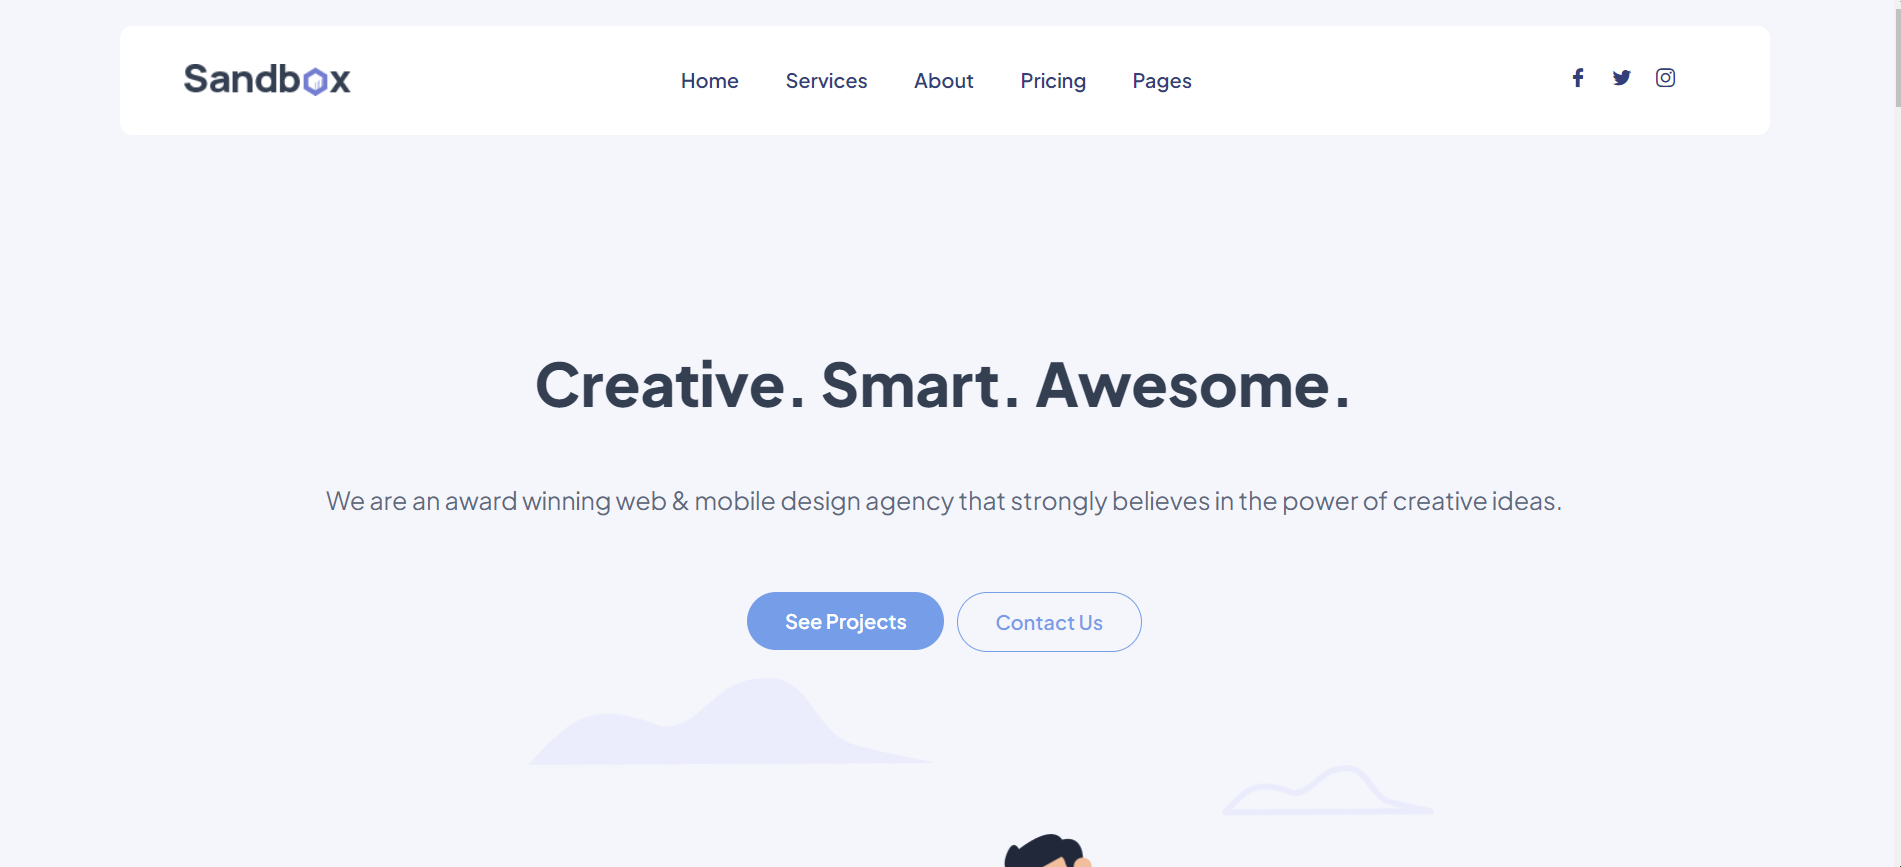 Sandbox
Home Services About Pricing Pages
Creative. Smart. Awesome.
We are an award winning web & mobile design agency that strongly believes in the power of creative ideas.
See Projects Contact Us